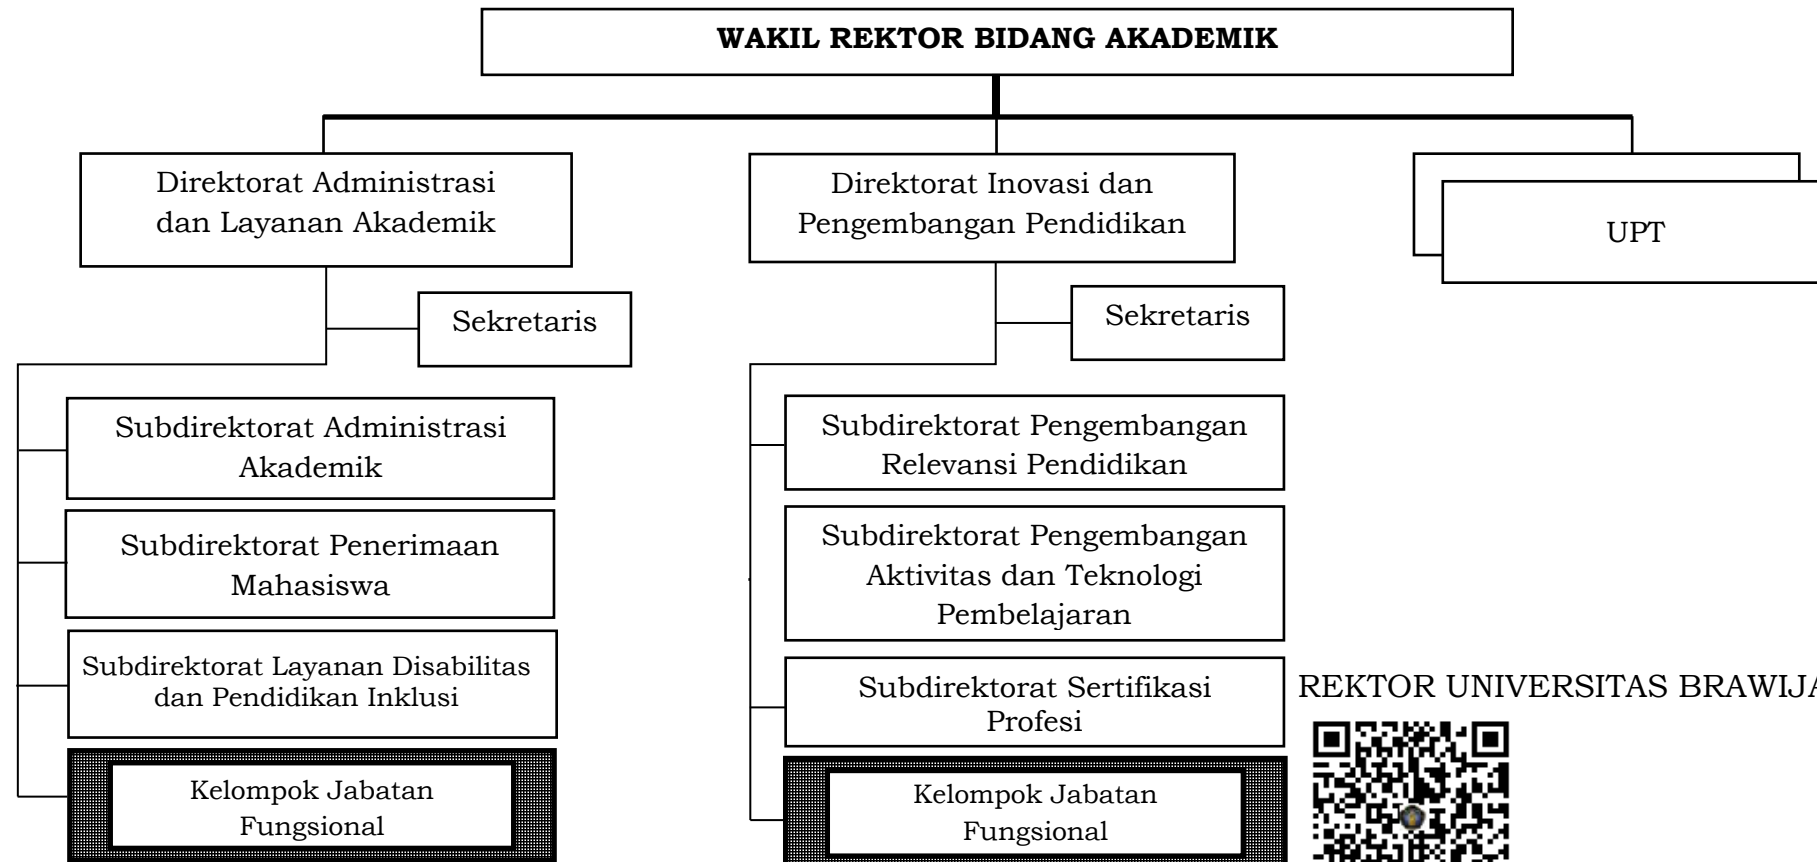 WAKIL REKTOR BIDANG AKADEMIK
Direktorat Administrasi
dan Layanan Akademik
Direktorat Inovasi dan
Pengembangan Pendidikan
UPT
Sekretaris
Sekretaris
Subdirektorat Administrasi
Akademik
Subdirektorat Penerimaan
Mahasiswa
Subdirektorat Layanan Disabilitas
dan Pendidikan Inklusi
Kelompok Jabatan
Fungsional
Subdirektorat Pengembangan
Relevansi Pendidikan
Subdirektorat Pengembangan
Aktivitas dan Teknologi
Pembelajaran
Subdirektorat Sertifikasi
Profesi
Kelompok Jabatan
Fungsional
REKTOR UNIVERSITAS